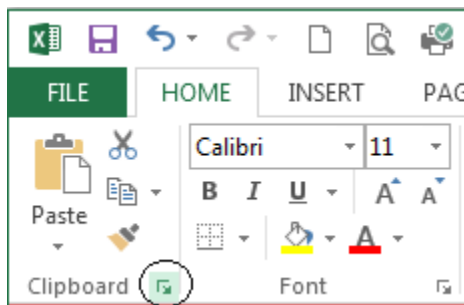 FILE HOME INSERT PAG
Calibri 11
B I U A A
Paste
A
Clipboard Font